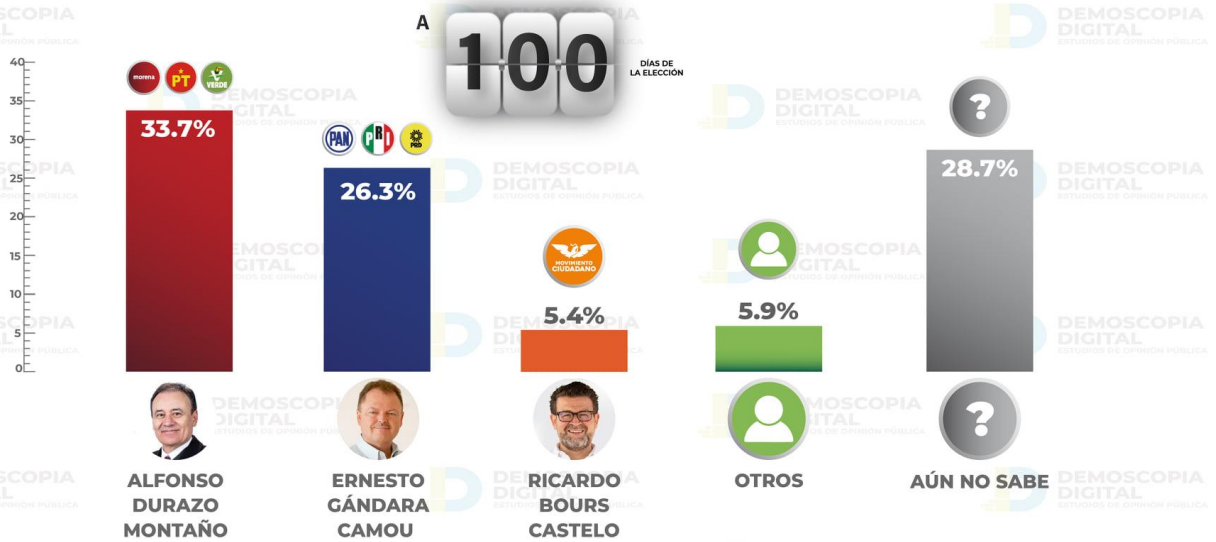 A
100
DÍAS DE
LA ELECCIÓN
40
35
30
25
20
15
10
5
0
morena
PT
VERDE
33.7%
PAN
PRI
PRD
26.3%
MOVIMIENTO
CIUDADANO
5.4%
5.9%
?
28.7%
?
ALFONSO
DURAZO
MONTAÑO
ERNESTO
GÁNDARA
CAMOU
RICARDO
BOURS
CASTELO
OTROS
AÚN NO SABE
DEMOSCOPIA
DIGITAL
ESTUDIOS DE OPINIÓN PÚBLICA